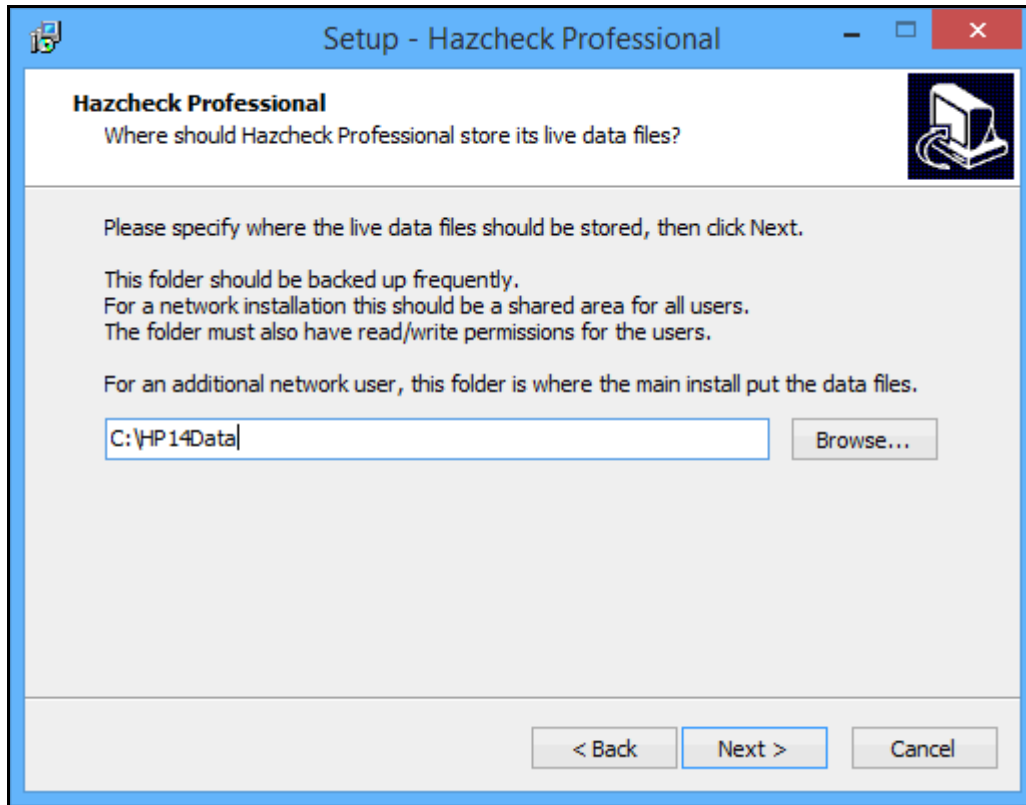 Setup - Hazcheck Professional
Hazcheck Professional
Where should Hazcheck Professional store its live data files?
Please specify where the live data files should be stored, then click Next.
This folder should be backed up frequently.
For a network installation this should be a shared area for all users.
The folder must also have read/write permissions for the users.
For an additional network user, this folder is where the main install put the data files.
C:\HP14Data
Browse...
< Back
Next >
Cancel